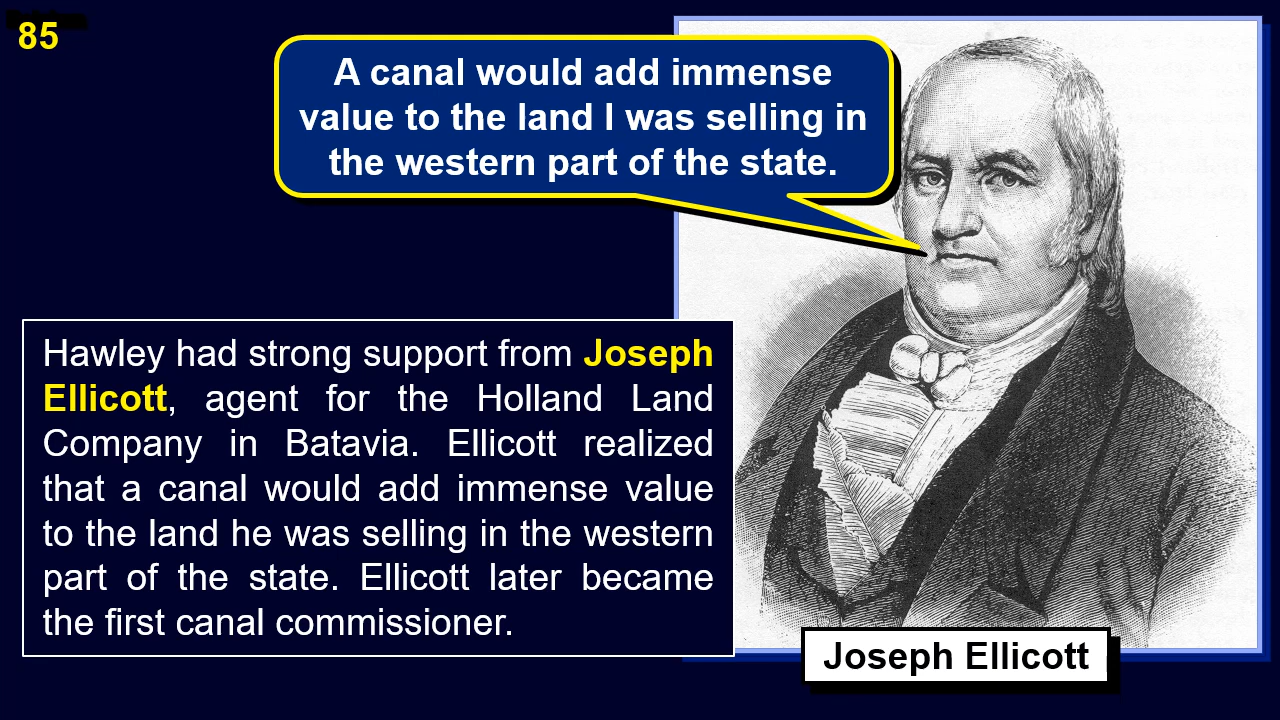 85
A canal would add immense
value to the land I was selling in
the western part of the state.
Hawley had strong support from Joseph
Ellicott, agent for the Holland Land
Company in Batavia. Ellicott realized
that a canal would add immense value
to the land he was selling in the western
part of the state. Ellicott later became
the first canal commissioner.
Joseph Ellicott